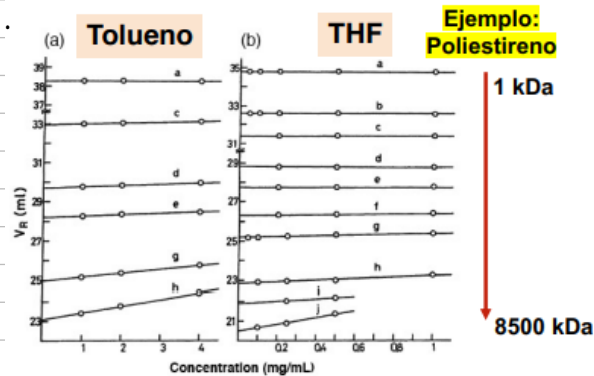 Ejemplo:
Poliestireno
(a) Tolueno
(b) THF
1 kDa
8500 kDa
39
38
37
33
31
29
27
25
23
VR (ml)
a
c
d
e
g
h
1 2 3 4
35
33
31
29
27
25
23
21
a
b
c
d
e
f
g
h
i
j
0.2 0.4 0.6 0.8 1
Concentration (mg/mL)